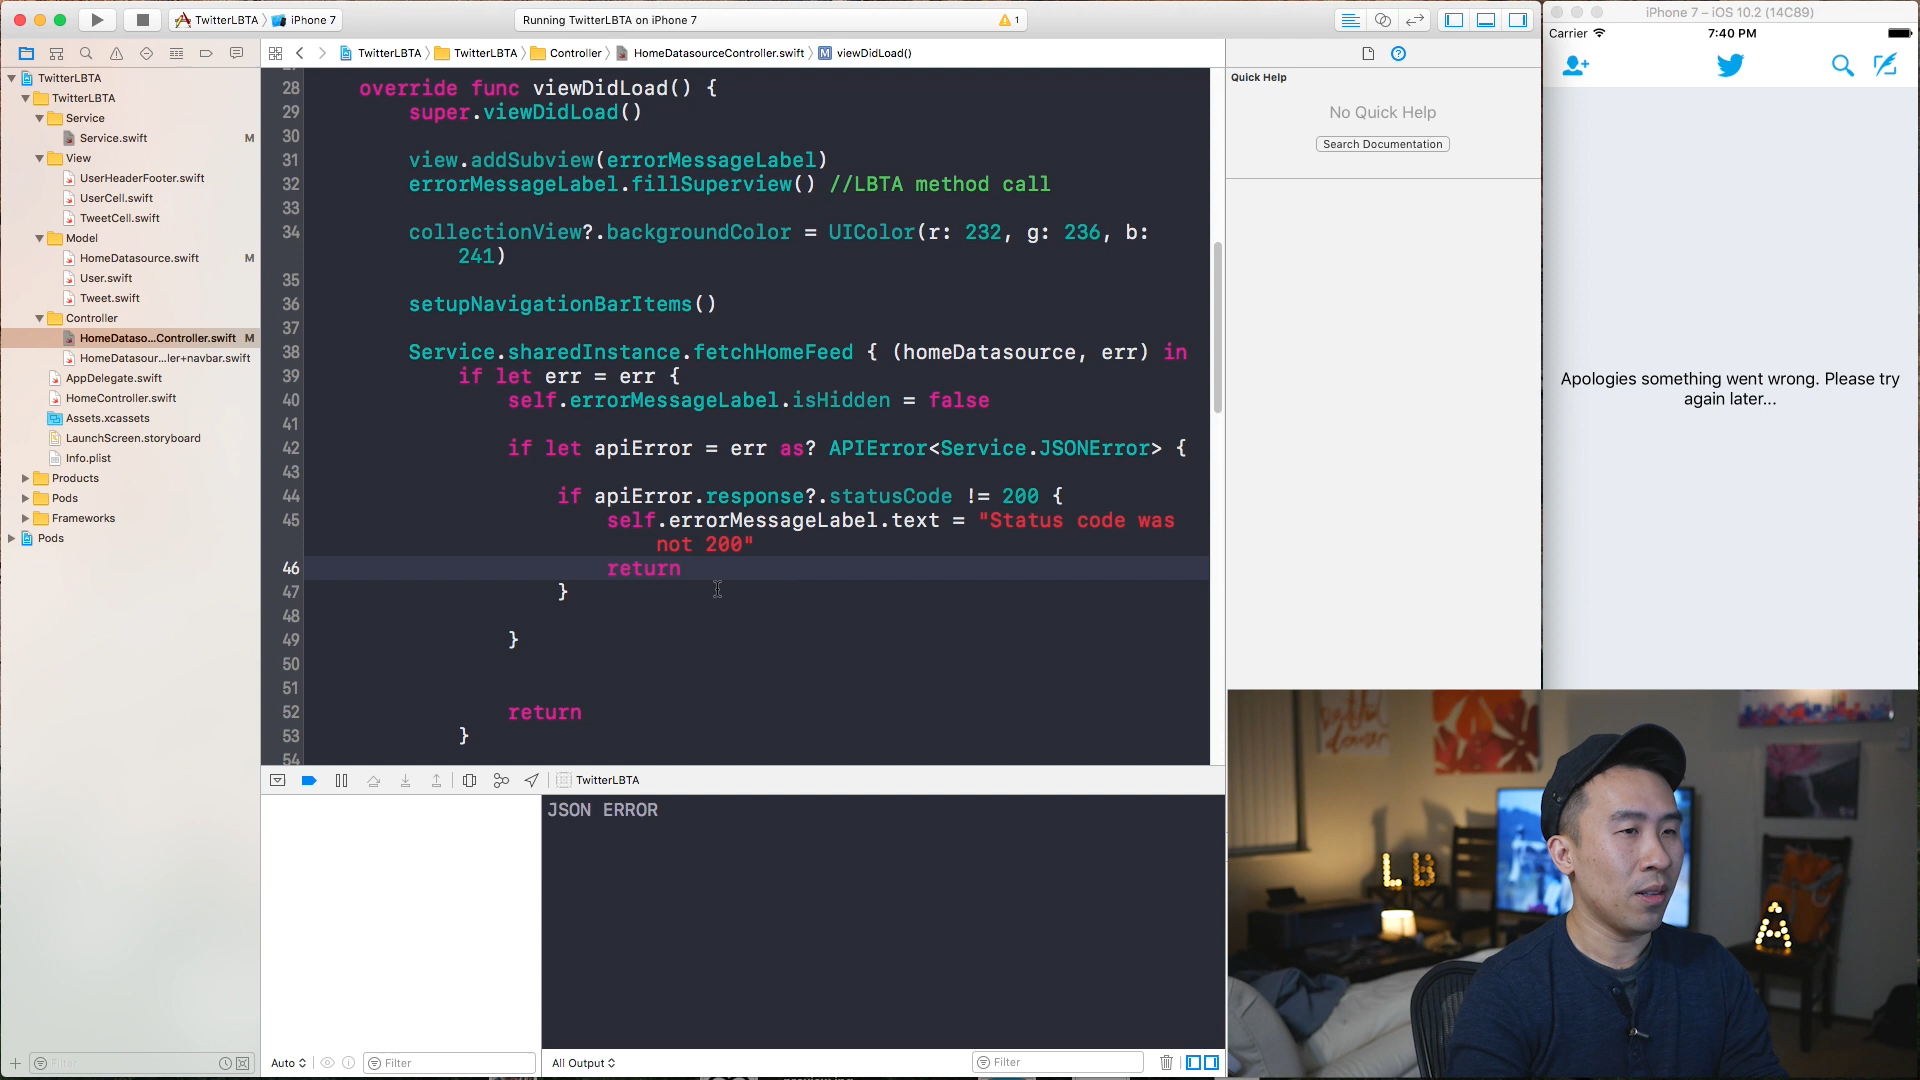 TwitterLBTA
iPhone 7
Running TwitterLBTA on iPhone 7
1
iPhone 7 – iOS 10.2 (14C89)
Carrier
7:40 PM
TwitterLBTA
TwitterLBTA
Controller
HomeDatasourceController.swift
M
viewDidLoad()
TwitterLBTA
TwitterLBTA
Service
Service.swift
M
View
UserHeaderFooter.swift
UserCell.swift
TweetCell.swift
Model
HomeDatasource.swift
M
User.swift
Tweet.swift
Controller
HomeDataso...Controller.swift
M
HomeDatasour...ler+navbar.swift
AppDelegate.swift
HomeController.swift
Assets.xcassets
LaunchScreen.storyboard
Info.plist
Products
Pods
Frameworks
Pods
Filter
28 override func viewDidLoad() {
29 super.viewDidLoad()
30
31 view.addSubview(errorMessageLabel)
32 errorMessageLabel.fillSuperview() //LBTA method call
33
34 collectionView?.backgroundColor = UIColor(r: 232, g: 236, b:
241)
35
36 setupNavigationBarItems()
37
38 Service.sharedInstance.fetchHomeFeed { (homeDatasource, err) in
39 if let err = err {
40 self.errorMessageLabel.isHidden = false
41
42 if let apiError = err as? APIError<Service.JSONError> {
43
44 if apiError.response?.statusCode != 200 {
45 self.errorMessageLabel.text = "Status code was
not 200"
46 return
47 }
48
49 }
50
51
52 return
53 }
54
TwitterLBTA
JSON ERROR
Auto
Filter
All Output
Filter
Quick Help
No Quick Help
Search Documentation
Apologies something went wrong. Please try
again later...
LB
A